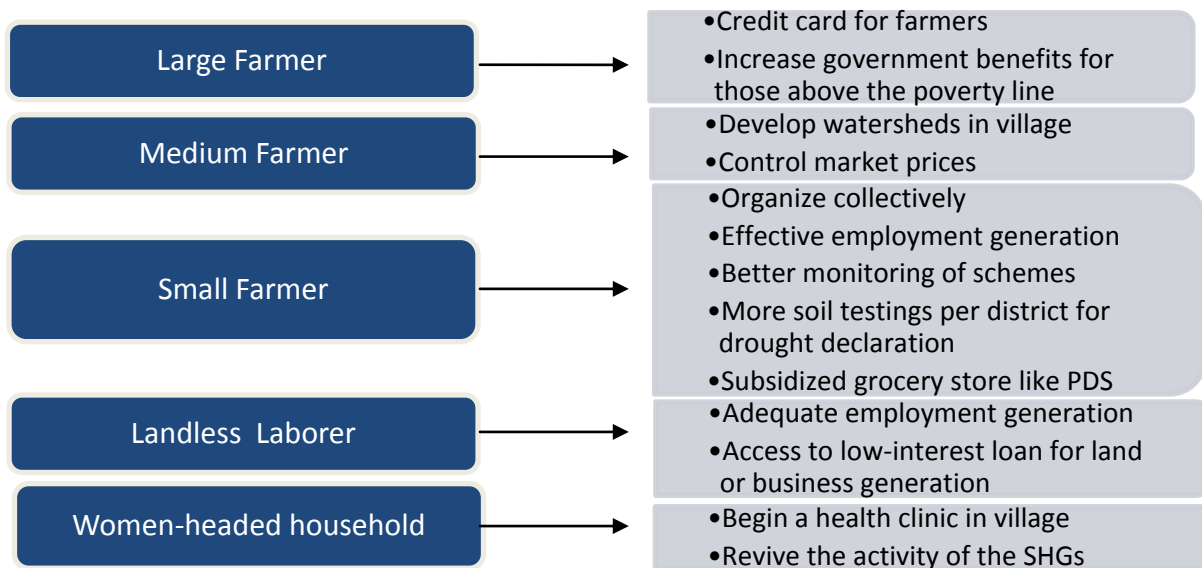 Large Farmer
•Credit card for farmers
•Increase government benefits for
those above the poverty line
Medium Farmer
•Develop watersheds in village
•Control market prices
Small Farmer
•Organize collectively
•Effective employment generation
•Better monitoring of schemes
•More soil testings per district for
drought declaration
•Subsidized grocery store like PDS
Landless Laborer
•Adequate employment generation
•Access to low-interest loan for land
or business generation
Women-headed household
•Begin a health clinic in village
•Revive the activity of the SHGs